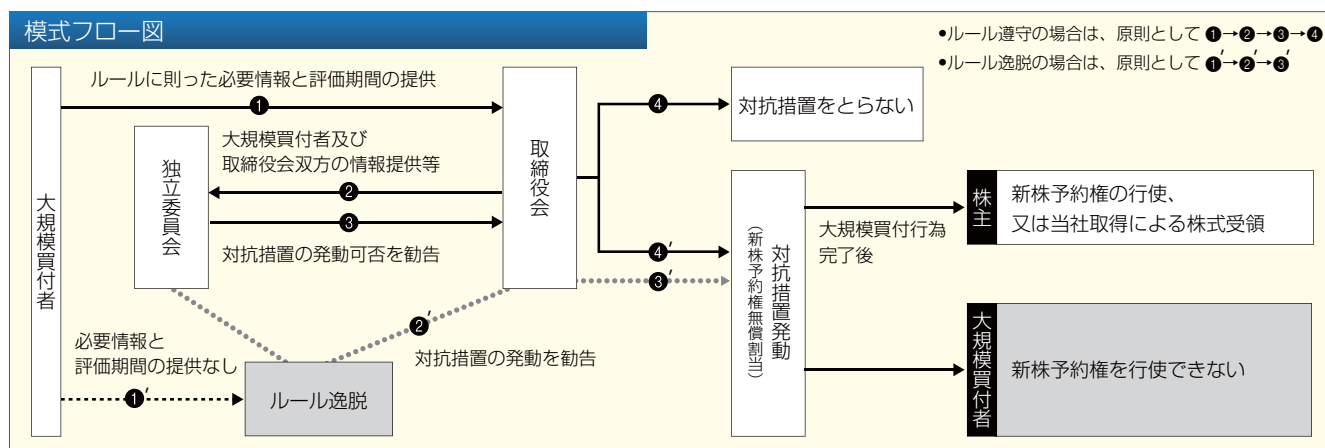 模式フロー図
●ルール遵守の場合は、原則として ❶→❷→❸→❹
●ルール逸脱の場合は、原則として ❶′→❷′→❸′
ルールに則った必要情報と評価期間の提供
❶
大規模買付者及び
取締役会双方の情報提供等
❷
❸
対抗措置の発動可否を勧告
大規模買付者
独立委員会
取締役会
❹
対抗措置をとらない
❹′
❸′
対抗措置発動
(新株予約権無償割当)
大規模買付行為
完了後
株主
新株予約権の行使、
又は当社取得による株式受領
大規模買付者
新株予約権を行使できない
必要情報と
評価期間の提供なし
❶′
ルール逸脱
❷′
対抗措置の発動を勧告